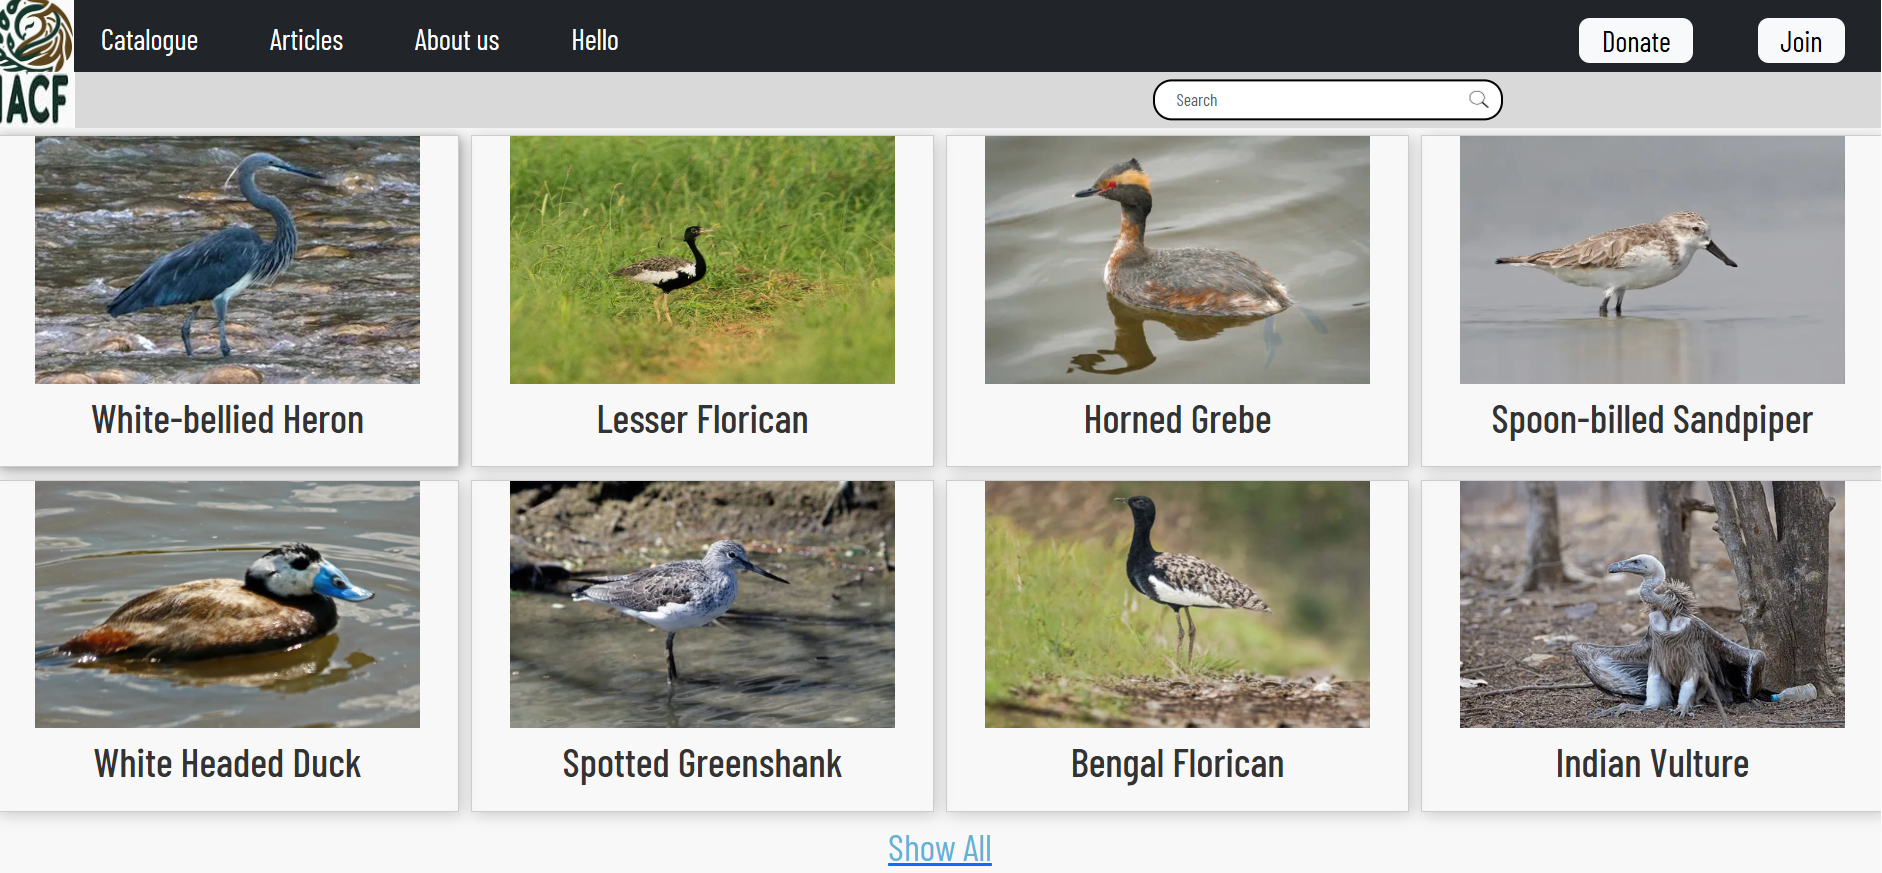 Catalogue Articles About us Hello Donate Join
ACF
Search
White-bellied Heron Lesser Florican Horned Grebe Spoon-billed Sandpiper
White Headed Duck Spotted Greenshank Bengal Florican Indian Vulture
Show All